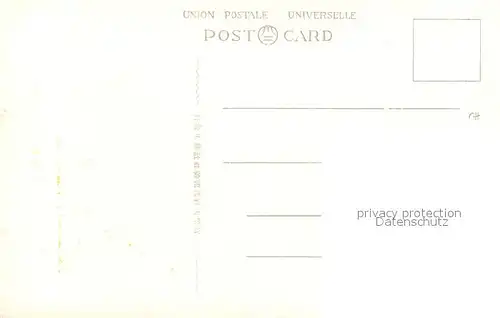 UNION POSTALE UNIVERSELLE
POST CARD
privacy protection
Datenschutz